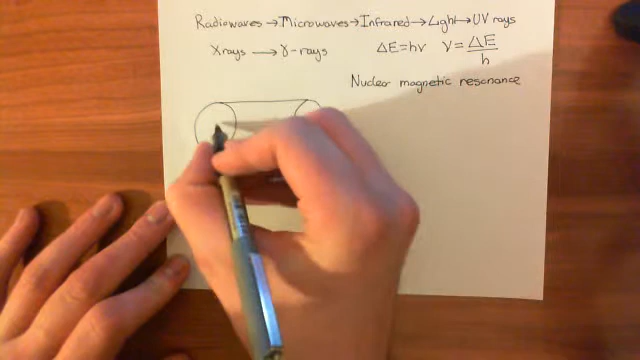 Radiowaves → Microwaves → Infrared → Light → UV rays
Xrays → γ-rays ΔE = hν ν = ΔE/h
Nuclear magnetic resonance